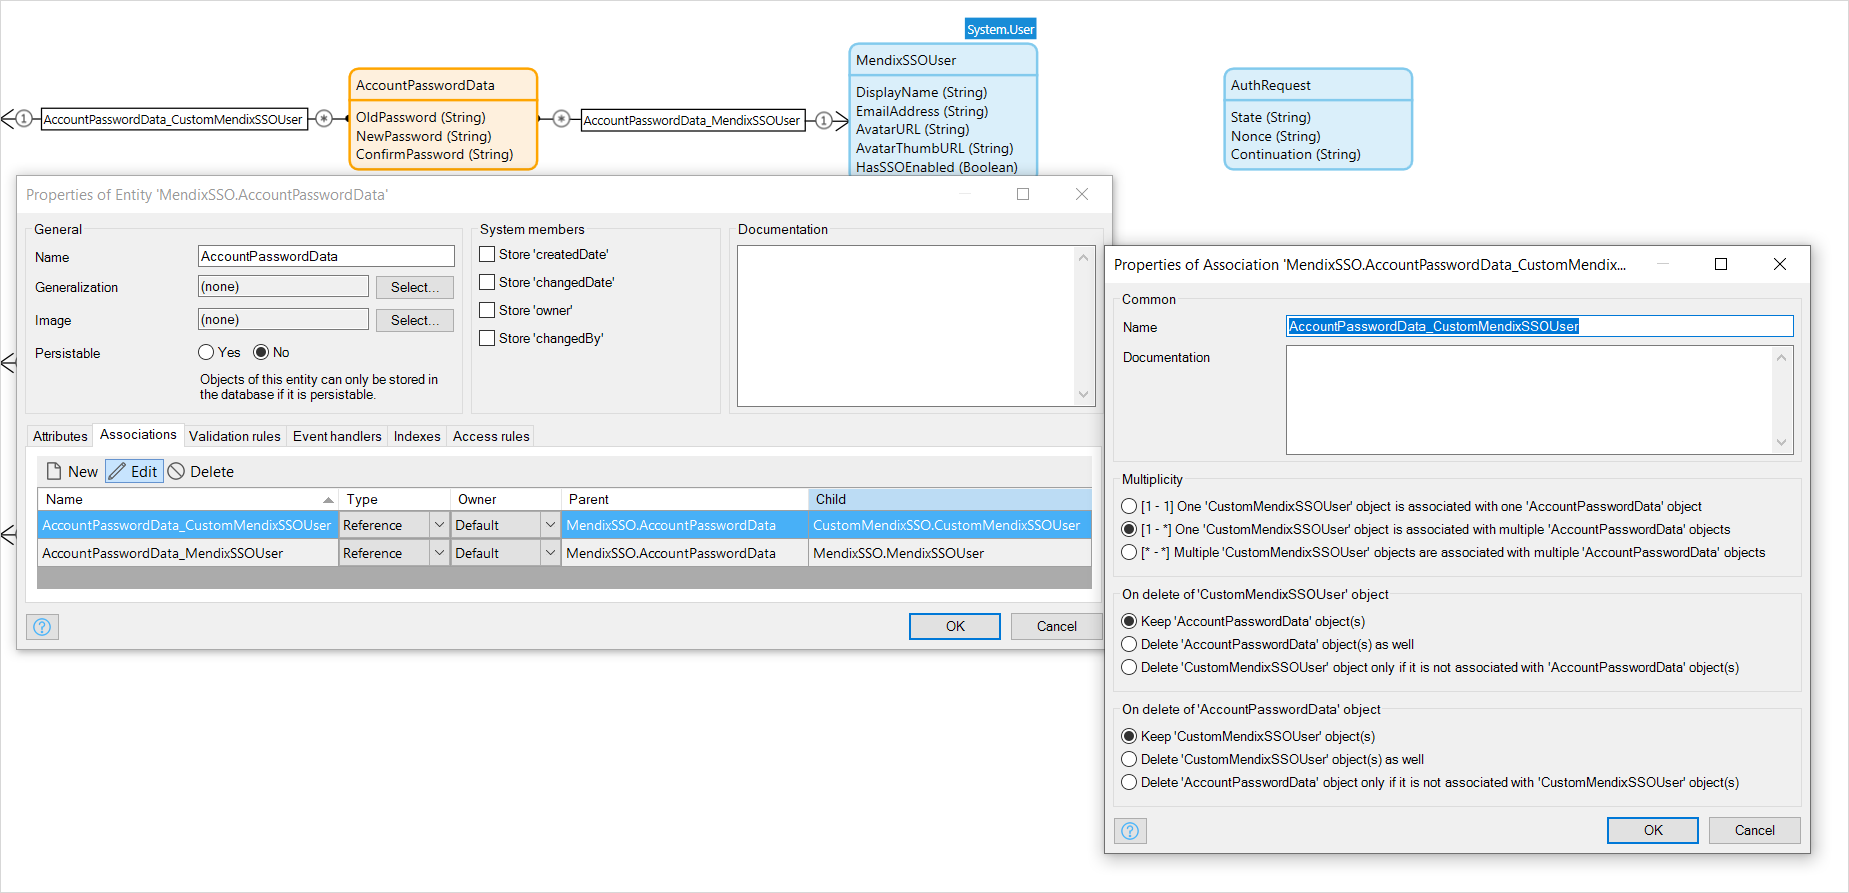 System.User
MendixSSOUser
DisplayName (String)
EmailAddress (String)
AvatarURL (String)
AvatarThumbURL (String)
HasSSOEnabled (Boolean)
AccountPasswordData
OldPassword (String)
NewPassword (String)
ConfirmPassword (String)
AuthRequest
State (String)
Nonce (String)
Continuation (String)
1
AccountPasswordData_CustomMendixSSOUser
*
*
AccountPasswordData_MendixSSOUser
1
Properties of Entity 'MendixSSO.AccountPasswordData'
General
Name
AccountPasswordData
Generalization
(none)
Select...
Image
(none)
Select...
Persistable
Yes
No
Objects of this entity can only be stored in
the database if it is persistable.
System members
Store 'createdDate'
Store 'changedDate'
Store 'owner'
Store 'changedBy'
Documentation
Attributes
Associations
Validation rules
Event handlers
Indexes
Access rules
New
Edit
Delete
Name Type Owner Parent Child
AccountPasswordData_CustomMendixSSOUser Reference Default MendixSSO.AccountPasswordData CustomMendixSSO.CustomMendixSSOUser
AccountPasswordData_MendixSSOUser Reference Default MendixSSO.AccountPasswordData MendixSSO.MendixSSOUser
?
OK
Cancel
Properties of Association 'MendixSSO.AccountPasswordData_CustomMendix...
Common
Name
AccountPasswordData_CustomMendixSSOUser
Documentation
Multiplicity
[1 - 1] One 'CustomMendixSSOUser' object is associated with one 'AccountPasswordData' object
[1 - *] One 'CustomMendixSSOUser' object is associated with multiple 'AccountPasswordData' objects
[* - *] Multiple 'CustomMendixSSOUser' objects are associated with multiple 'AccountPasswordData' objects
On delete of 'CustomMendixSSOUser' object
Keep 'AccountPasswordData' object(s)
Delete 'AccountPasswordData' object(s) as well
Delete 'CustomMendixSSOUser' object only if it is not associated with 'AccountPasswordData' object(s)
On delete of 'AccountPasswordData' object
Keep 'CustomMendixSSOUser' object(s)
Delete 'CustomMendixSSOUser' object(s) as well
Delete 'AccountPasswordData' object only if it is not associated with 'CustomMendixSSOUser' object(s)
?
OK
Cancel